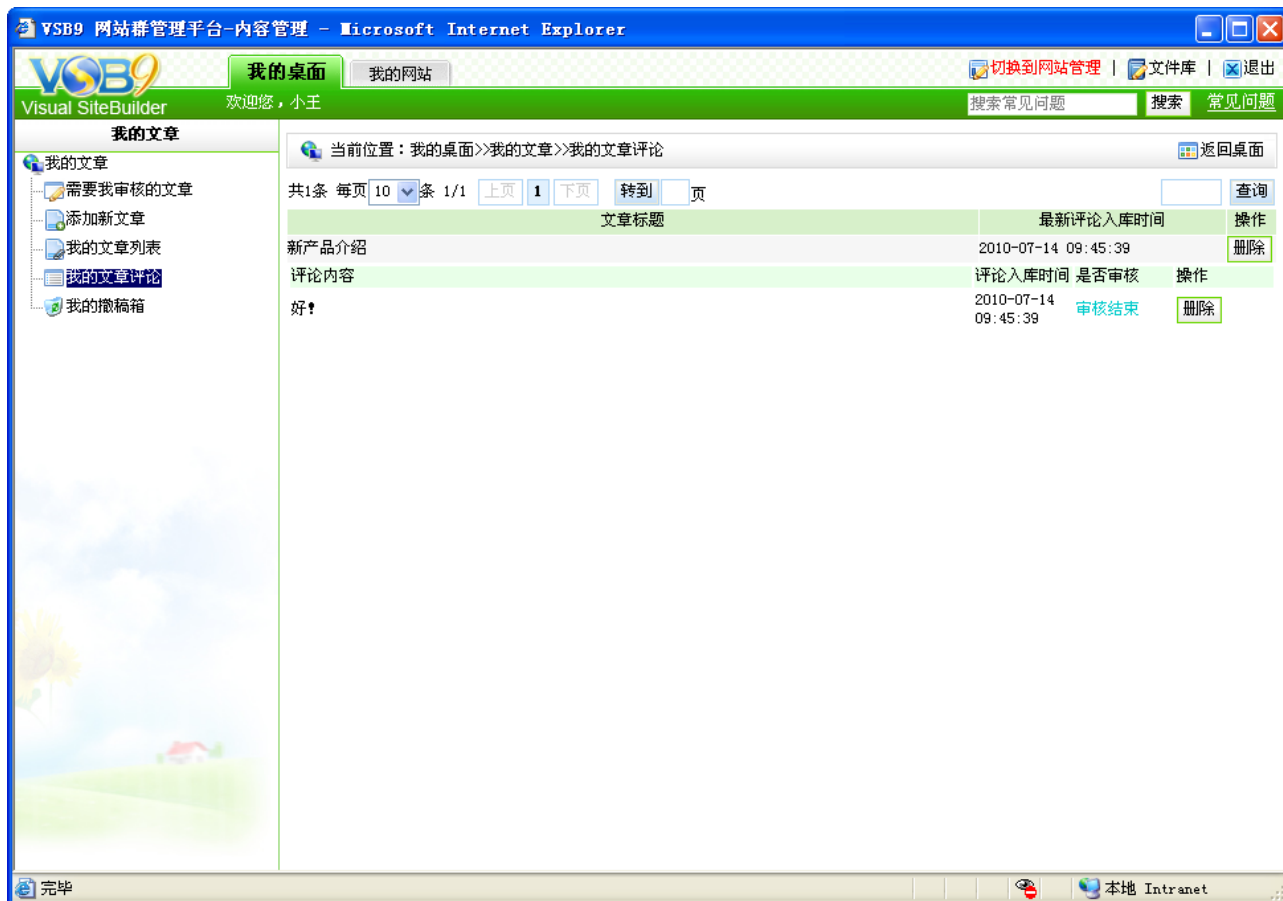 VSB9 网站群管理平台-内容管理 - Microsoft Internet Explorer
VSB9
Visual SiteBuilder
我的桌面 我的网站
切换到网站管理 | 文件库 | 退出
欢迎您，小王
搜索常见问题 搜索 常见问题
我的文章
我的文章
需要我审核的文章
添加新文章
我的文章列表
我的文章评论
我的撤稿箱
当前位置：我的桌面>>我的文章>>我的文章评论 返回桌面
共1条 每页 10 条 1/1 上页 1 下页 转到 页 查询
文章标题 最新评论入库时间 操作
新产品介绍 2010-07-14 09:45:39 删除
评论内容 评论入库时间 是否审核 操作
好！ 2010-07-14 09:45:39 审核结束 删除
完毕 本地 Intranet